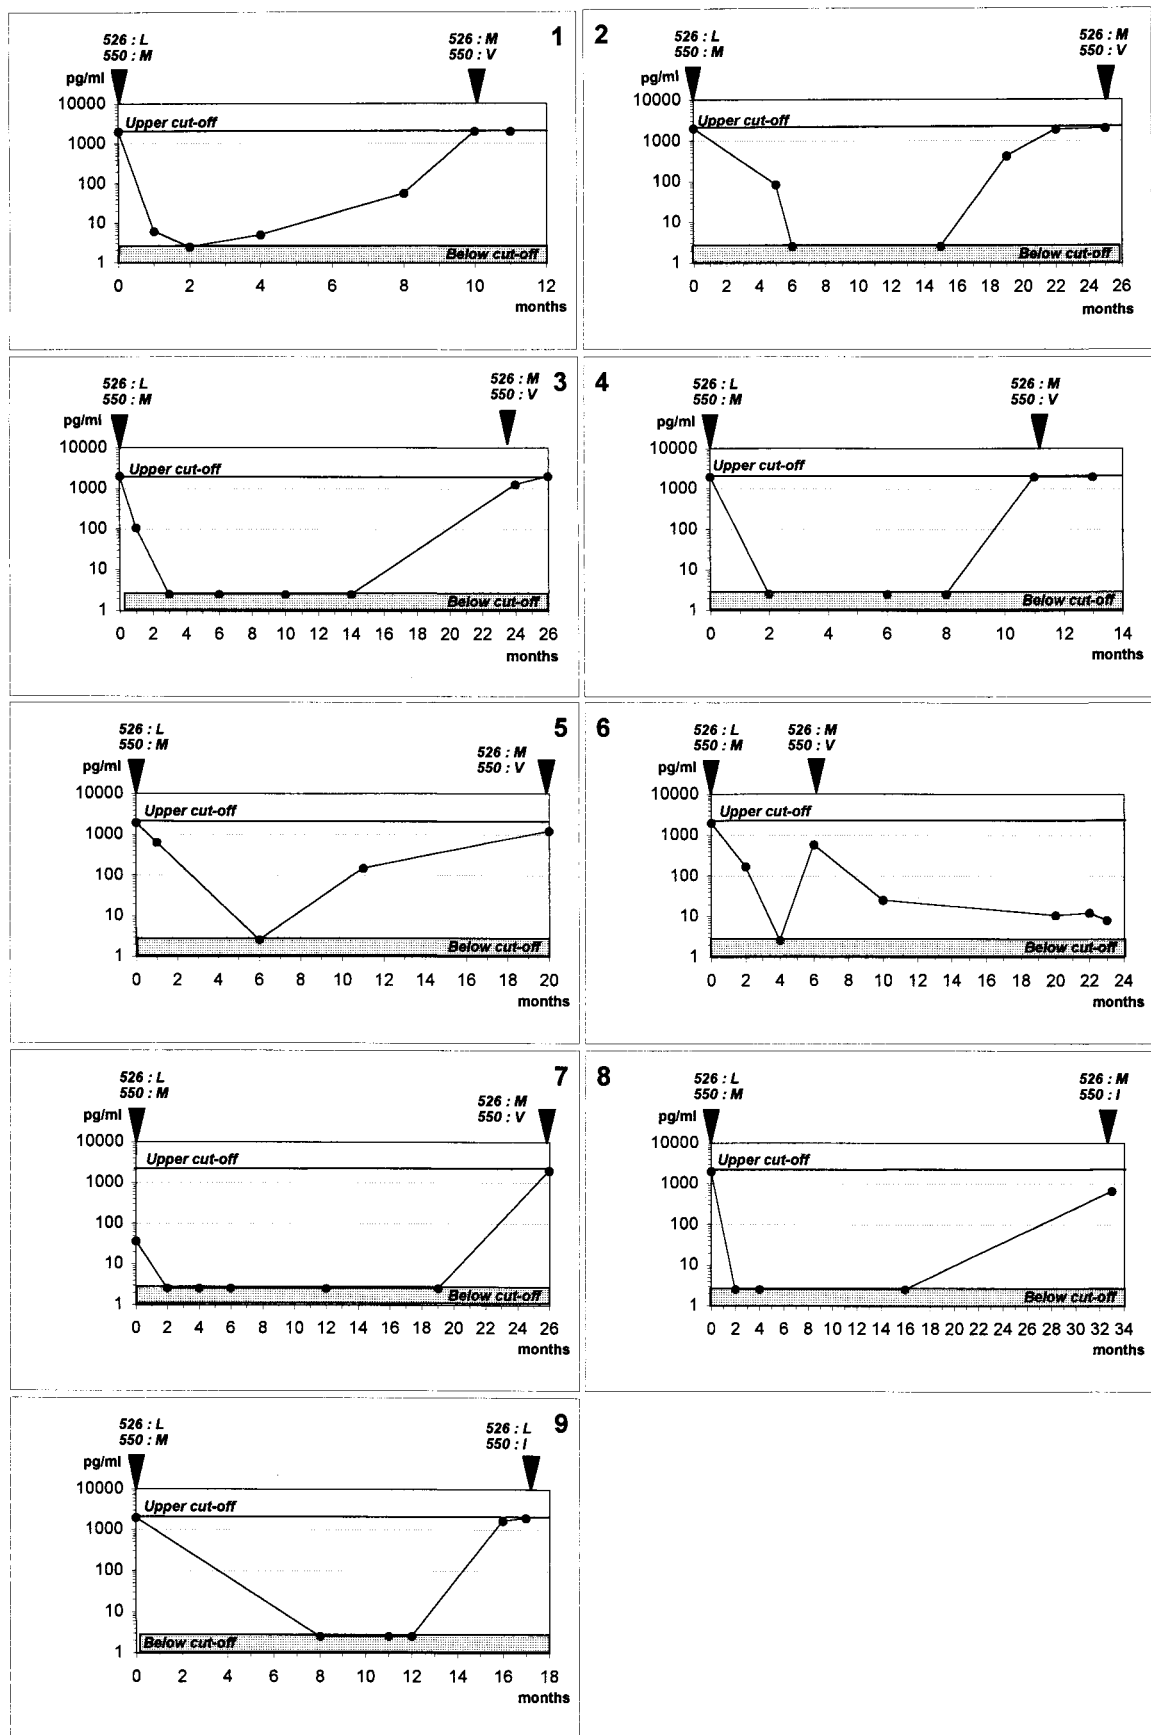 526 : L
550 : M
526 : M
550 : V
1
pg/ml
10000
1000
100
10
1
Upper cut-off
Below cut-off
0 2 4 6 8 10 12
months
2
526 : L
550 : M
526 : M
550 : V
pg/ml
10000
1000
100
10
1
Upper cut-off
Below cut-off
0 2 4 6 8 10 12 14 16 18 20 22 24 26
months
526 : L
550 : M
526 : M
550 : V
3
pg/ml
10000
1000
100
10
1
Upper cut-off
Below cut-off
0 2 4 6 8 10 12 14 16 18 20 22 24 26
months
4
526 : L
550 : M
526 : M
550 : V
pg/ml
10000
1000
100
10
1
Upper cut-off
Below cut-off
0 2 4 6 8 10 12 14
months
526 : L
550 : M
526 : M
550 : V
5
pg/ml
10000
1000
100
10
1
Upper cut-off
Below cut-off
0 2 4 6 8 10 12 14 16 18 20
months
6
526 : L
550 : M
526 : M
550 : V
pg/ml
10000
1000
100
10
1
Upper cut-off
Below cut-off
0 2 4 6 8 10 12 14 16 18 20 22 24
months
526 : L
550 : M
526 : M
550 : V
7
pg/ml
10000
1000
100
10
1
Upper cut-off
Below cut-off
0 2 4 6 8 10 12 14 16 18 20 22 24 26
months
8
526 : L
550 : M
526 : M
550 : I
pg/ml
10000
1000
100
10
1
Upper cut-off
Below cut-off
0 2 4 6 8 10 12 14 16 18 20 22 24 26 28 30 32 34
months
526 : L
550 : M
526 : L
550 : I
9
pg/ml
10000
1000
100
10
1
Upper cut-off
Below cut-off
0 2 4 6 8 10 12 14 16 18
months